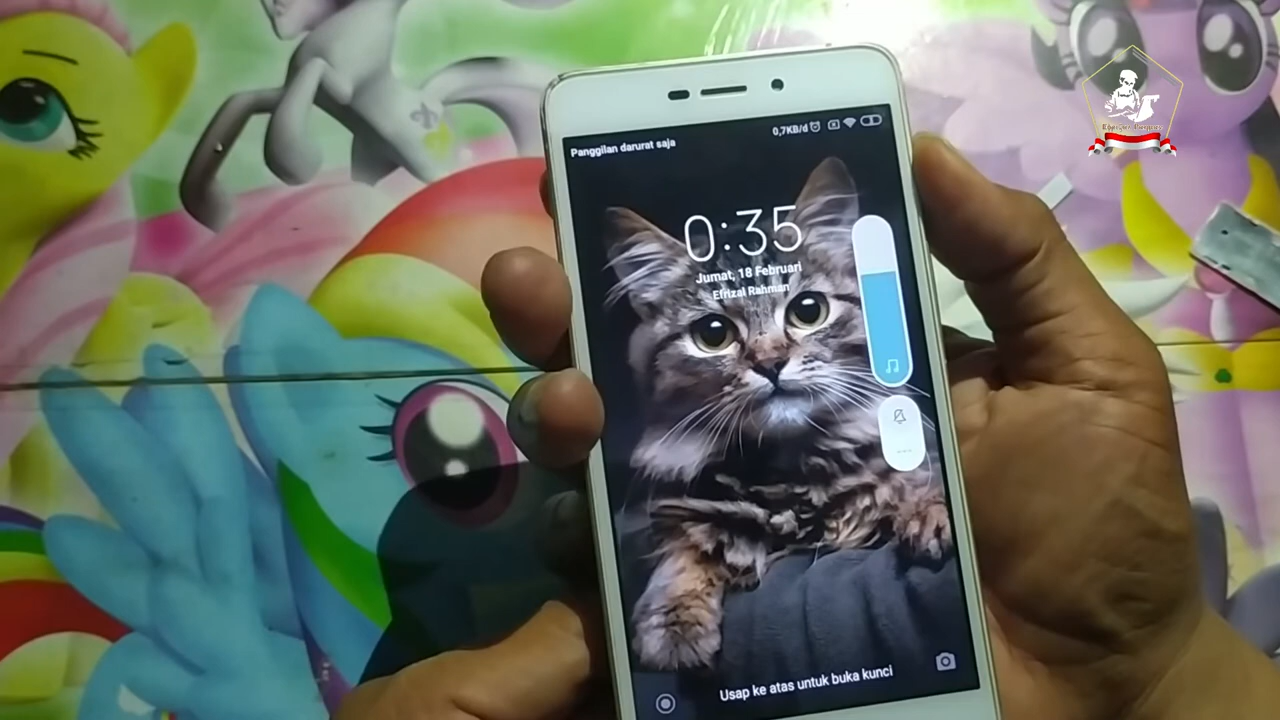 Panggilan darurat saja
0,7KB/d
0:35
Jumat, 18 Februari
Efrizal Rahman
Usap ke atas untuk buka kunci